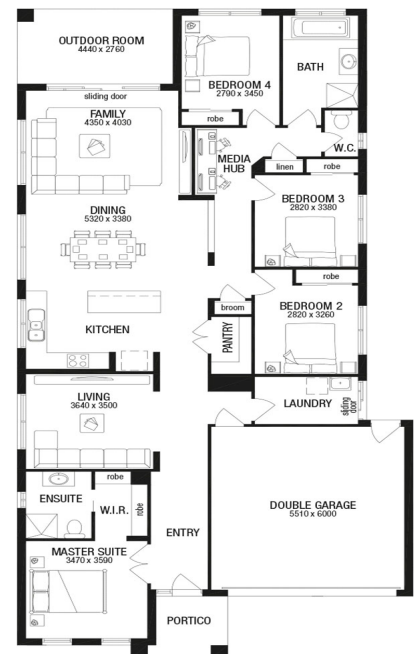 OUTDOOR ROOM
4440 x 2760
sliding door
BEDROOM 4
2790 x 3450
robe
BATH
W.C.
FAMILY
4350 x 4030
MEDIA
HUB
linen
robe
BEDROOM 3
2820 x 3380
DINING
5320 x 3380
robe
BEDROOM 2
2820 x 3260
broom
KITCHEN
PANTRY
LIVING
3640 x 3500
LAUNDRY
sliding
door
ENSUITE
robe
W.I.R.
robe
DOUBLE GARAGE
5510 x 6000
ENTRY
MASTER SUITE
3470 x 3590
PORTICO